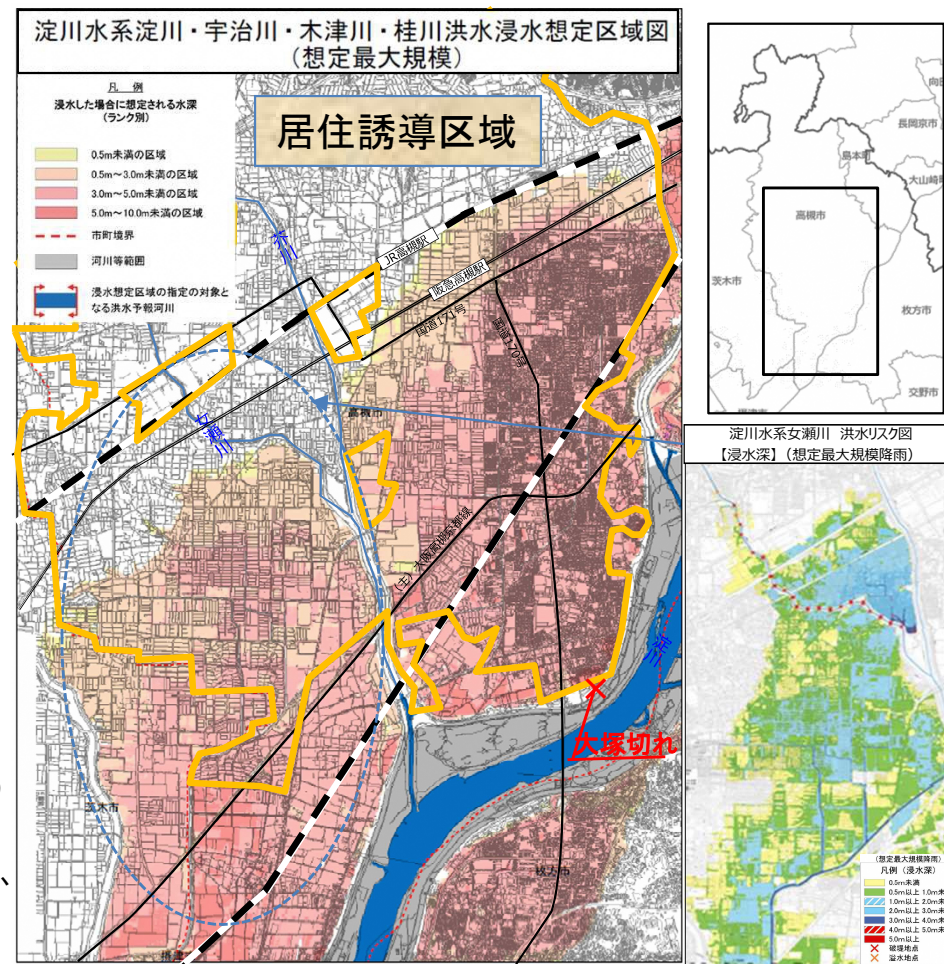 淀川水系淀川・宇治川・木津川・桂川洪水浸水想定区域図
(想定最大規模)
凡 例
浸水した場合に想定される水深
(ランク別)
0.5m未満の区域
0.5m～3.0m未満の区域
3.0m～5.0m未満の区域
5.0m～10.0m未満の区域
市町境界
河川等範囲
浸水想定区域の指定の対象と
なる洪水予報河川
居住誘導区域
芥川
JR高槻駅
阪急高槻駅
国道171号
国道170号
女瀬川
高槻市
(主)大阪高槻京都線
淀川
大塚切れ
茨木市
枚方市
摂津
、
向日
長岡京市
島本町
大山崎町
高槻市
茨木市
枚方市
交野市
淀川水系女瀬川 洪水リスク図
【浸水深】(想定最大規模降雨)
(想定最大規模降雨)
凡例 (浸水深)
0.5m未満
0.5m以上 1.0m未
1.0m以上 2.0m未
2.0m以上 3.0m未
3.0m以上 4.0m未
4.0m以上 5.0m未
5.0m以上
破堤地点
溢水地点